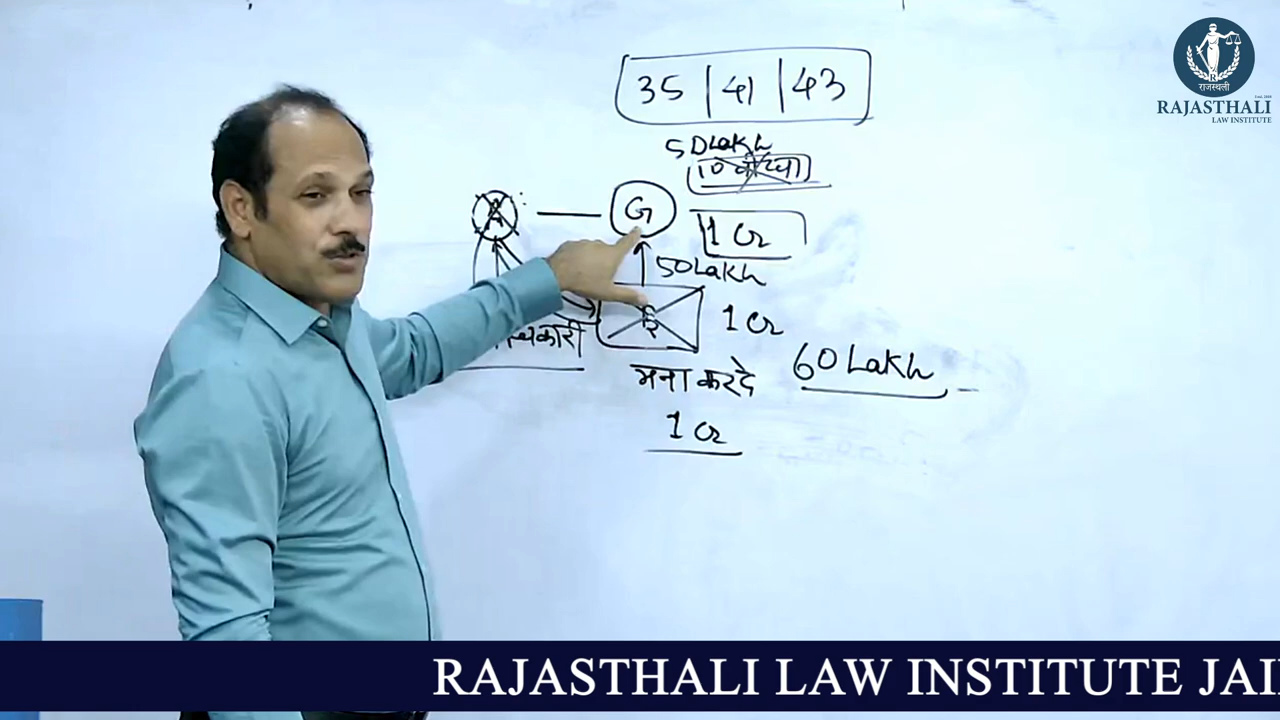 35 | 41 | 43
50 Lakh
10 बीघा
G
1 Cr
50 Lakh
1 Cr
60 Lakh
मना करदे
1 Cr
राजस्थली
RAJASTHALI
LAW INSTITUTE
RAJASTHALI LAW INSTITUTE JAI